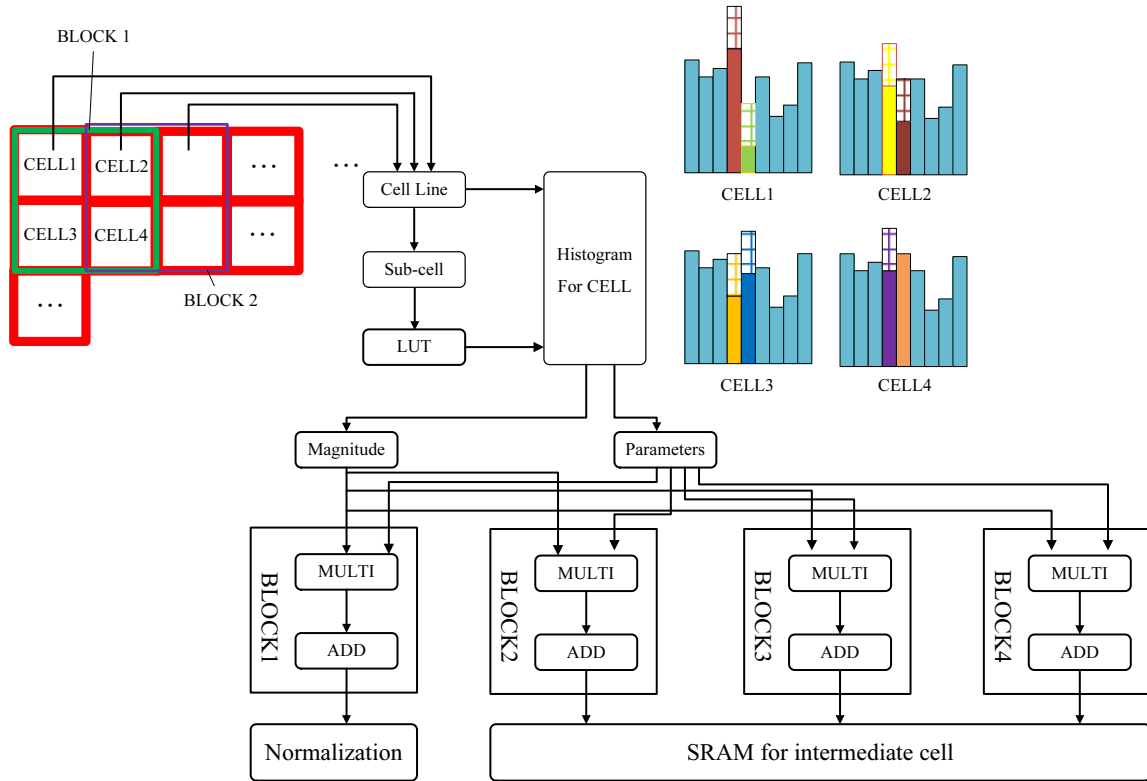 BLOCK 1
CELL1
CELL2
...
...
CELL3
CELL4
...
BLOCK 2
...
Cell Line
Sub-cell
LUT
Histogram
For CELL
CELL1
CELL2
CELL3
CELL4
Magnitude
Parameters
BLOCK1
MULTI
ADD
BLOCK2
MULTI
ADD
BLOCK3
MULTI
ADD
BLOCK4
MULTI
ADD
Normalization
SRAM for intermediate cell